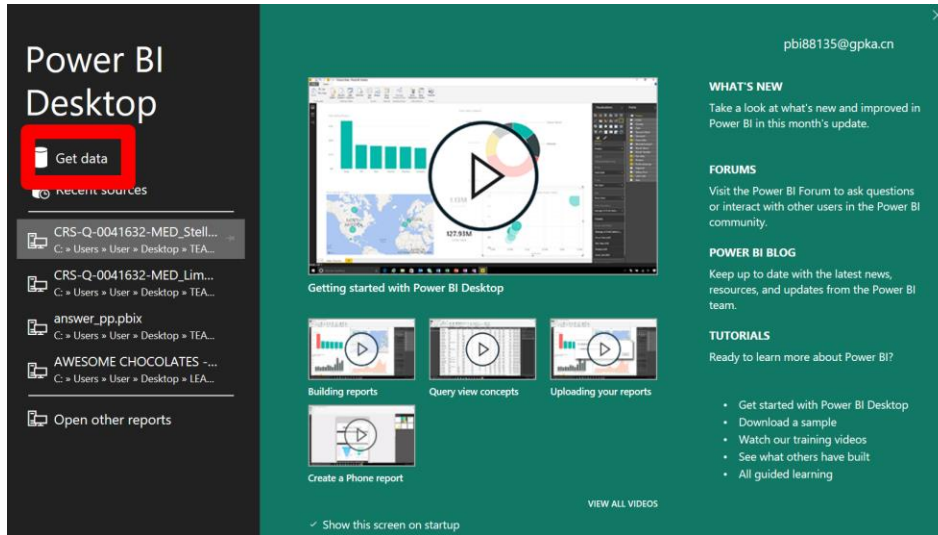 Power BI
Desktop
Get data
Recent sources
CRS-Q-0041632-MED_Stell...
C: » Users » User » Desktop » TEA...
CRS-Q-0041632-MED_Lim...
C: » Users » User » Desktop » TEA...
answer_pp.pbix
C: » Users » User » Desktop » TEA...
AWESOME CHOCOLATES -...
C: » Users » User » Desktop » LEA...
Open other reports
127.93M
Getting started with Power BI Desktop
Building reports
Query view concepts
Uploading your reports
Create a Phone report
VIEW ALL VIDEOS
Show this screen on startup
pbi88135@gpka.cn
WHAT'S NEW
Take a look at what's new and improved in
Power BI in this month's update.
FORUMS
Visit the Power BI Forum to ask questions
or interact with other users in the Power BI
community.
POWER BI BLOG
Keep up to date with the latest news,
resources, and updates from the Power BI
team.
TUTORIALS
Ready to learn more about Power BI?
• Get started with Power BI Desktop
• Download a sample
• Watch our training videos
• See what others have built
• All guided learning